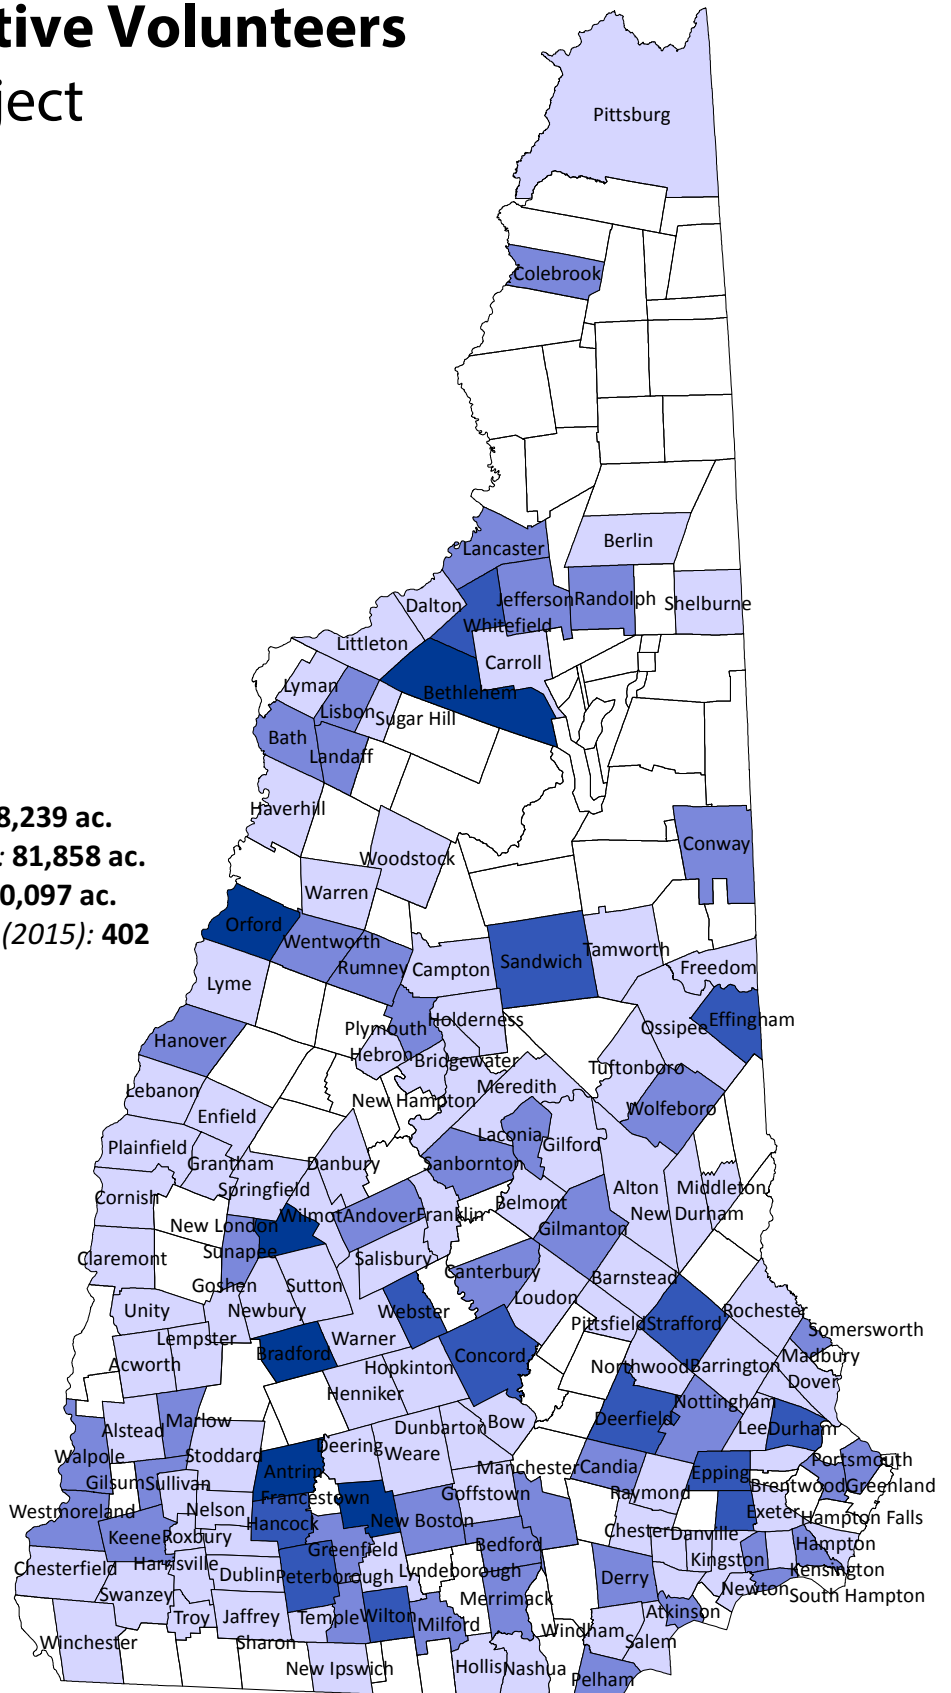 tive Volunteers
ject
Pittsburg
Colebrook
Lancaster
Berlin
Dalton
Jefferson
Randolph
Shelburne
Whitefield
Littleton
Carroll
Lyman
Bethlehem
Lisbon
Sugar Hill
Bath
Landaff
Haverhill
8,239 ac.
: 81,858 ac.
0,097 ac.
(2015): 402
Conway
Woodstock
Warren
Orford
Wentworth
Rumney
Campton
Sandwich
Tamworth
Freedom
Lyme
Plymouth
Holderness
Ossipee
Effingham
Hanover
Hebron
Bridgewater
Tuftonboro
Lebanon
New Hampton
Meredith
Enfield
Wolfeboro
Plainfield
Laconia
Gilford
Grantham
Danbury
Sanbornton
Cornish
Springfield
Belmont
Alton
Middleton
New London
Wilmot
Andover
Franklin
Gilmanton
New Durham
Claremont
Sunapee
Salisbury
Canterbury
Barnstead
Goshen
Sutton
Loudon
Unity
Newbury
Webster
Pittsfield
Strafford
Rochester
Somersworth
Lempster
Bradford
Warner
Concord
Madbury
Acworth
Hopkinton
Northwood
Barrington
Dover
Henniker
Nottingham
Alstead
Marlow
Dunbarton
Bow
Deerfield
Lee
Durham
Walpole
Stoddard
Deering
Weare
Portsmouth
Gilsum
Sullivan
Antrim
Manchester
Candia
Epping
Brentwood
Greenland
Westmoreland
Nelson
Francestown
Goffstown
Raymond
Exeter
Hampton Falls
Keene
Roxbury
Hancock
New Boston
Chester
Danville
Hampton
Chesterfield
Harrisville
Greenfield
Bedford
Kingston
Kensington
Dublin
Peterborough
Lyndeborough
Derry
Newton
South Hampton
Swanzey
Merrimack
Atkinson
Troy
Jaffrey
Temple
Wilton
Milford
Windham
Winchester
Sharon
Salem
New Ipswich
Hollis
Nashua
Pelham